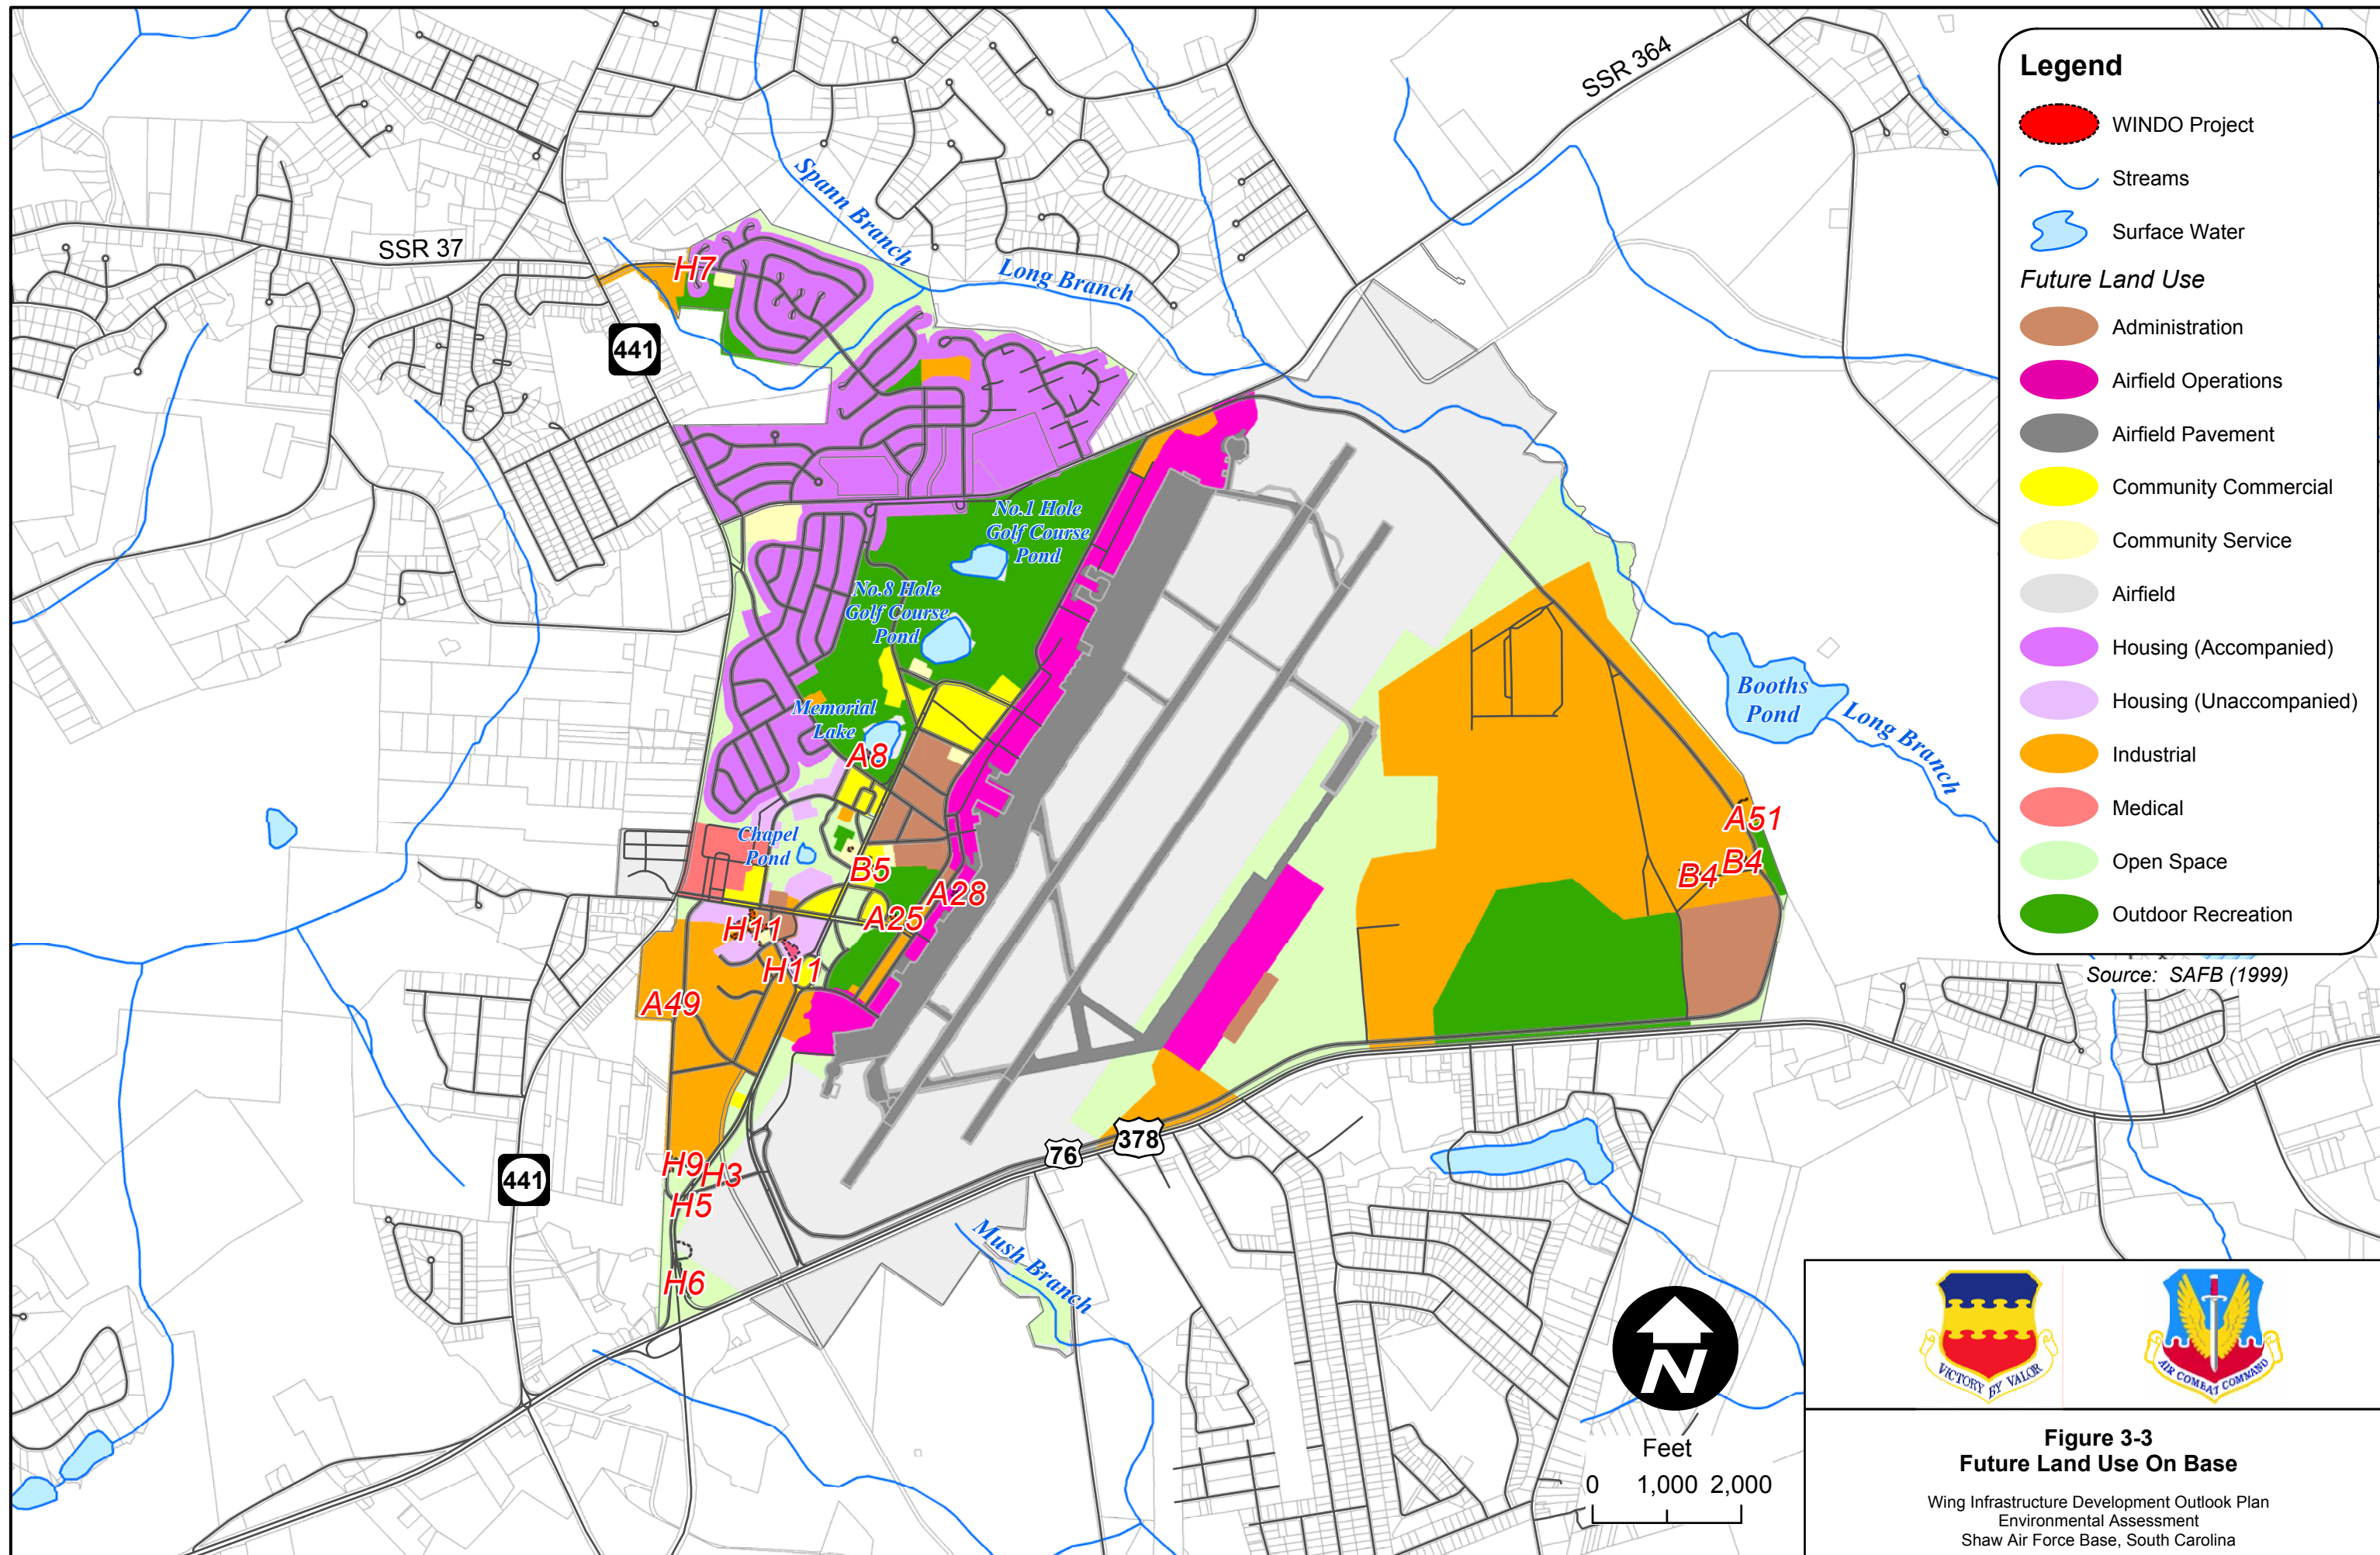 SSR 364
SSR 37
441
Spann Branch
Long Branch
H7
No.1 Hole
Golf Course
Pond
No.8 Hole
Golf Course
Pond
Memorial
Lake
A8
Chapel
Pond
B5
A28
A25
H11
H11
A49
H9
H3
H5
H6
441
76
378
Mush Branch
Booths
Pond
Long Branch
A51
B4
B4
Legend
WINDO Project
Streams
Surface Water
Future Land Use
Administration
Airfield Operations
Airfield Pavement
Community Commercial
Community Service
Airfield
Housing (Accompanied)
Housing (Unaccompanied)
Industrial
Medical
Open Space
Outdoor Recreation
Source: SAFB (1999)
N
Feet
0 1,000 2,000
VICTORY BY VALOR
AIR COMBAT COMMAND
Figure 3-3
Future Land Use On Base
Wing Infrastructure Development Outlook Plan
Environmental Assessment
Shaw Air Force Base, South Carolina